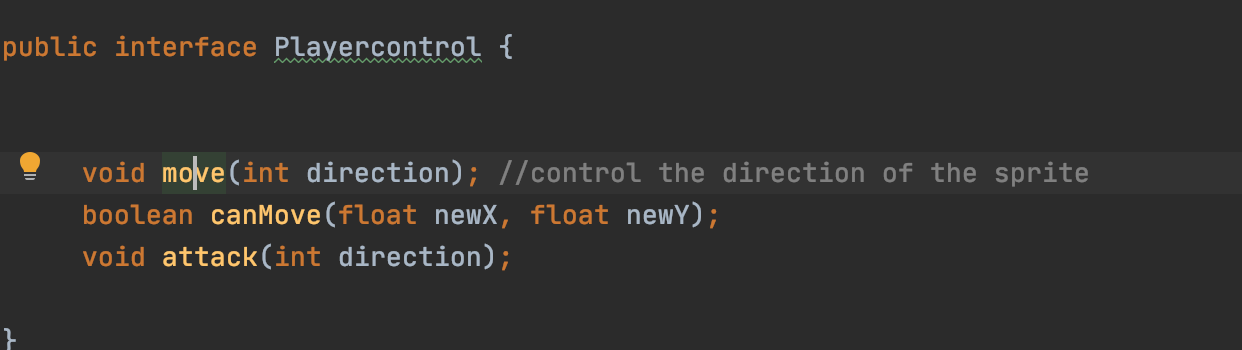 public interface Playercontrol {
void move(int direction); //control the direction of the sprite
boolean canMove(float newX, float newY);
void attack(int direction);
}